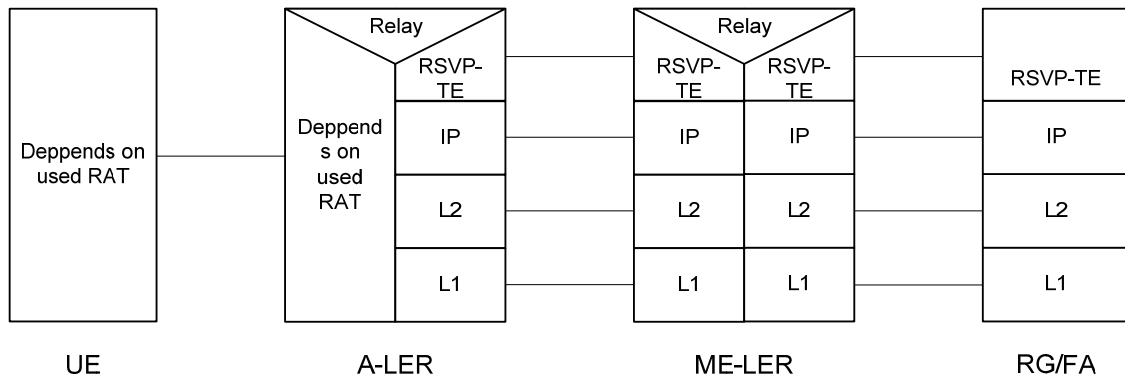 Relay
Relay
RSVP-
TE
RSVP-
TE
RSVP-
TE
RSVP-TE
Deppends on
used RAT
Deppend
s on
used
RAT
IP
IP
IP
IP
L2
L2
L2
L2
L1
L1
L1
L1
UE
A-LER
ME-LER
RG/FA